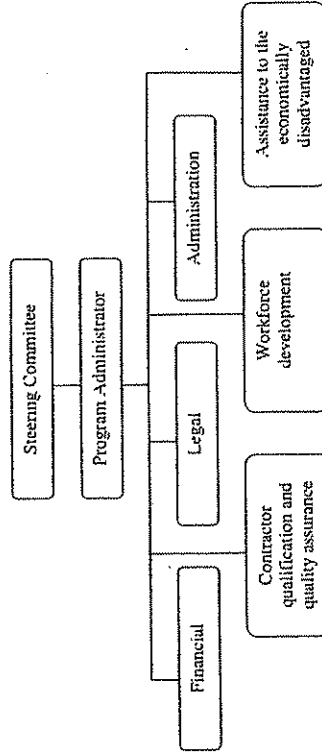 Steering Committee
Program Administrator
Financial
Legal
Administration
Contractor
qualification and
quality assurance
Workforce
development
Assistance to the
economically
disadvantaged